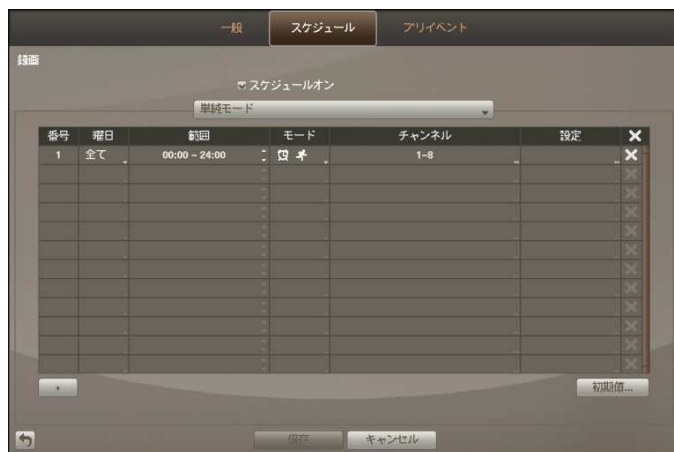 一般 スケジュール プリイベント
録画
スケジュールオン
単純モード
番号 曜日 範囲 モード チャンネル 設定
1 全て 00:00 ~ 24:00 1~8
+ 初期値...
保存 キャンセル